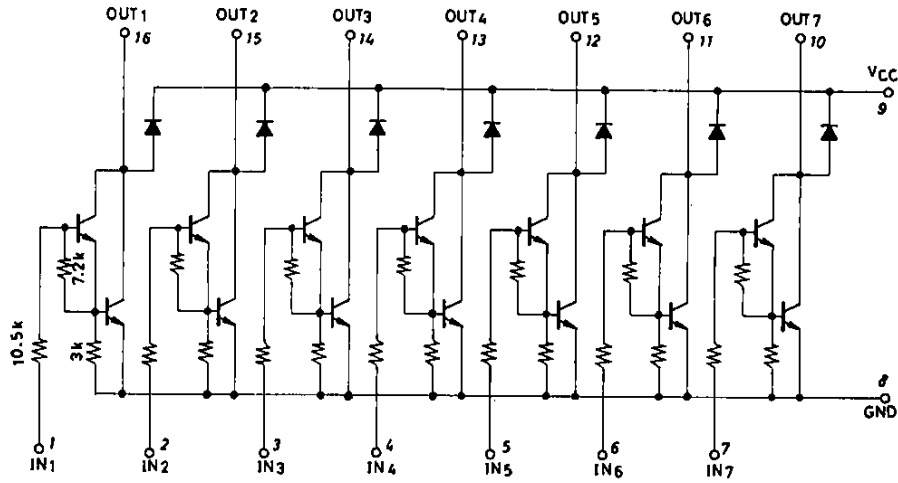 OUT1 OUT2 OUT3 OUT4 OUT5 OUT6 OUT7
16 15 14 13 12 11 10
VCC
9
7.2k
10.5k 3k
8
GND
1 2 3 4 5 6 7
IN1 IN2 IN3 IN4 IN5 IN6 IN7